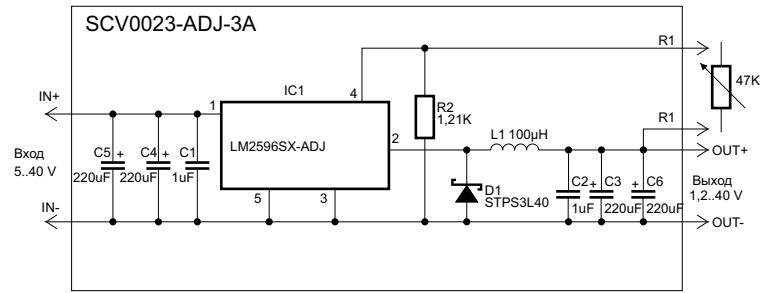 SCV0023-ADJ-3A
R1
47K
IC1
4
R2
1,21K
IN+
1
LM2596SX-ADJ
2
L1 100µH
R1
OUT+
Вход
5..40 V
C5 +
220uF
C4 +
220uF
C1
1uF
5
3
D1
STPS3L40
C2
1uF
+ C3
220uF
+ C6
220uF
Выход
1,2..40 V
IN-
OUT-